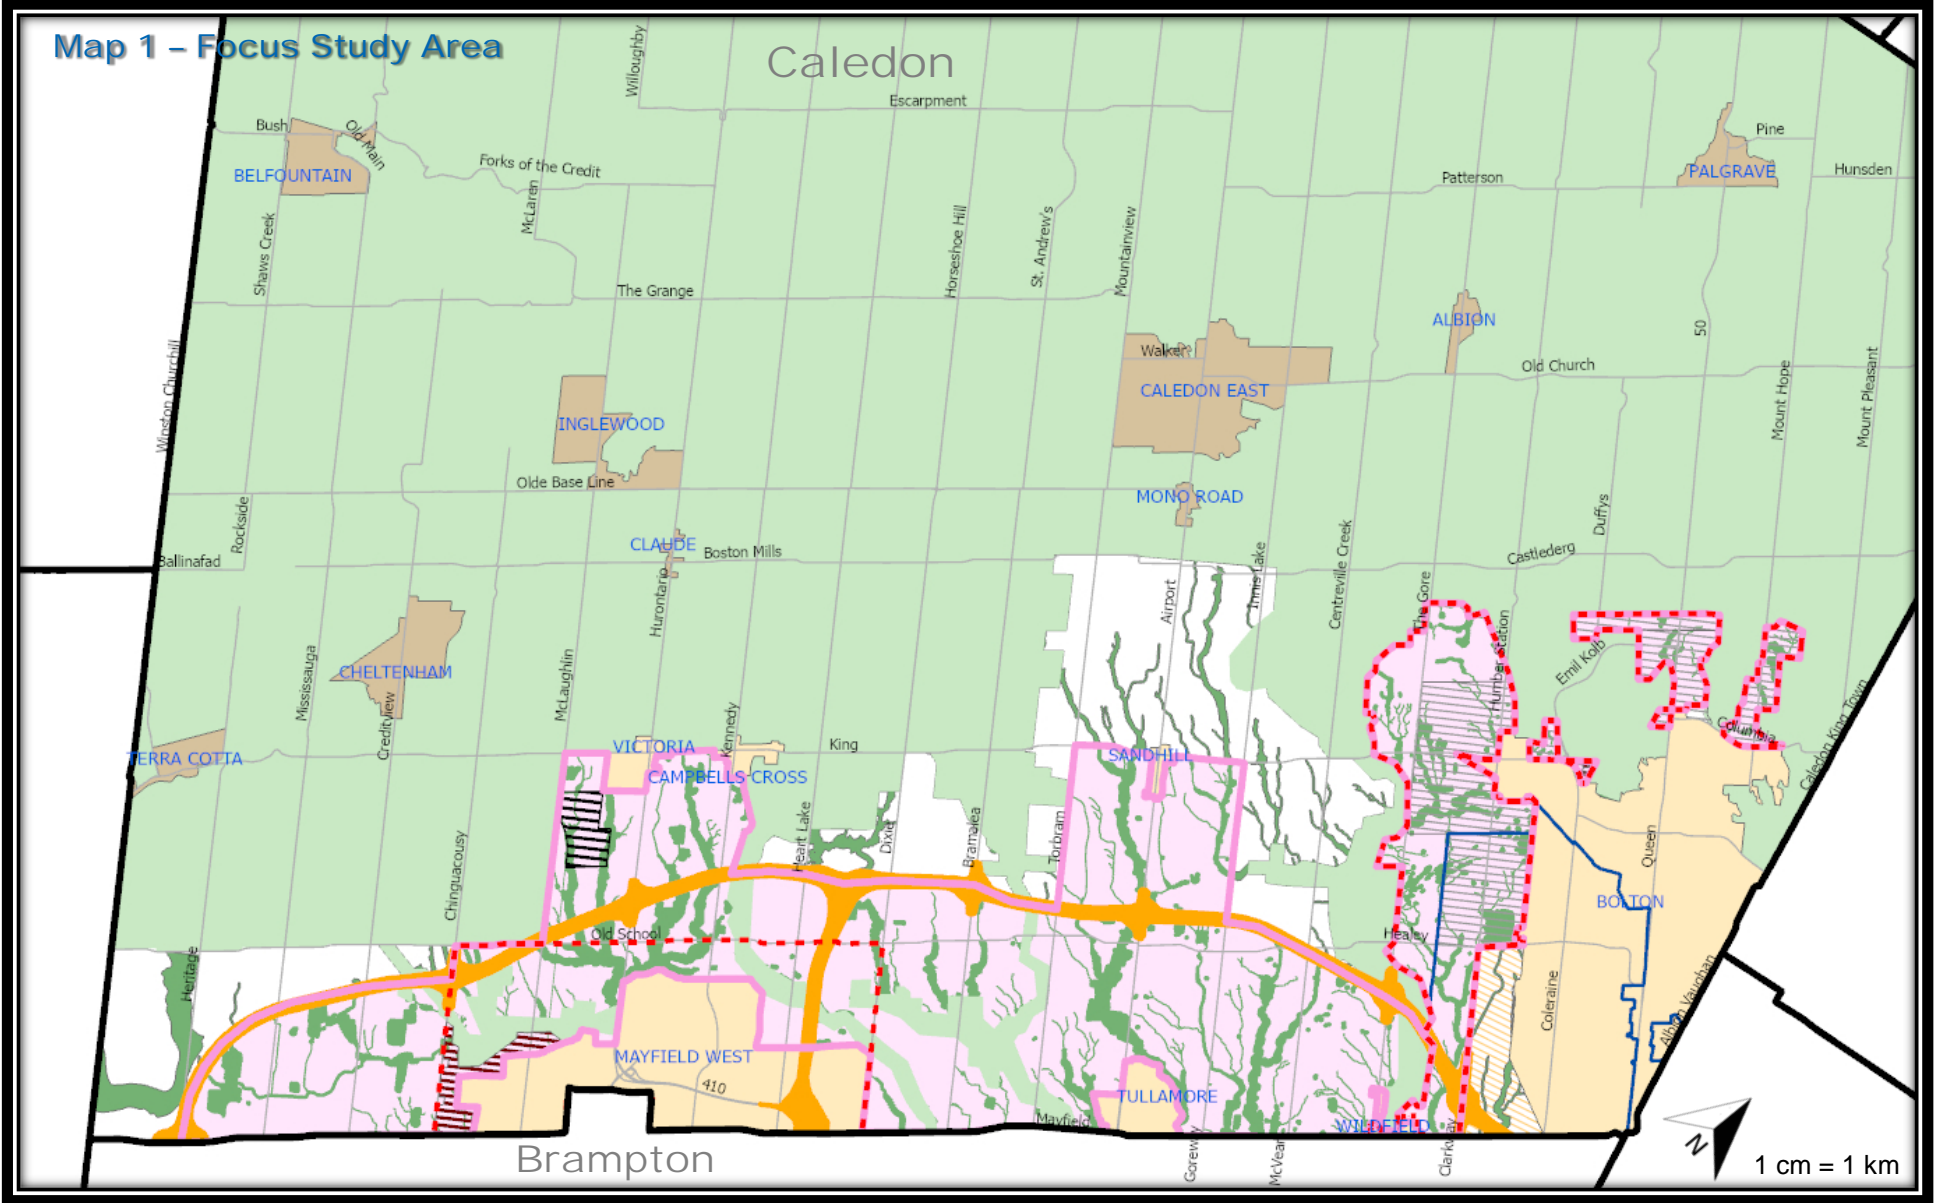 Map 1 – Focus Study Area
Caledon
Willoughby
Escarpment
Bush
Old Main
Pine
BELFOUNTAIN
Forks of the Credit
PALGRAVE
Hunsden
Patterson
McLaren
Shaws Creek
Horseshoe Hill
St. Andrew's
Mountainview
The Grange
ALBION
50
Walker
Old Church
Winston Churchill
CALEDON EAST
Mount Hope
Mount Pleasant
INGLEWOOD
Olde Base Line
MONO ROAD
Rockside
Duffys
CLAUDE
Boston Mills
Castlederg
Ballinafad
Hurontario
Airport
Innis Lake
Centreville Creek
The Gore
Humber Station
Emil Kolb
CHELTENHAM
Mississauga
Creditview
McLaughlin
Kennedy
Columbia
Caledon King Town
TERRA COTTA
VICTORIA
King
SANDHILL
CAMPBELLS CROSS
Heart Lake
Dixie
Bramalea
Torbram
Queen
Chinguacousy
BOLTON
Old School
Healey
Heritage
Coleraine
Albion Vaughan
MAYFIELD WEST
410
TULLAMORE
Mayfield
WILDFIELD
Brampton
Goreway
McVean
Clarkway
N
1 cm = 1 km